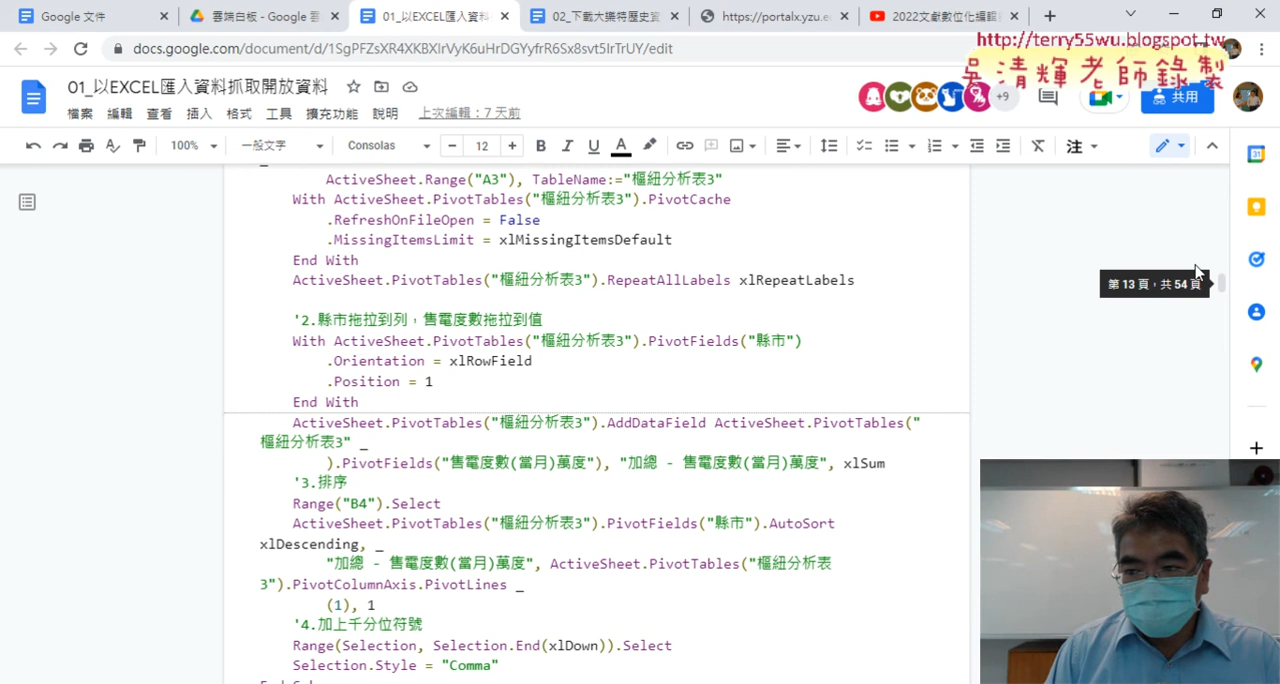 Google 文件
雲端白板 - Google 雲
01_以EXCEL匯入資料
02_下載大樂特歷史資
https://portalx.yzu.e
2022文獻數位化編輯
docs.google.com/document/d/1SgPFZsXR4XKBXlrVyK6uHrDGYyfrR6Sx8svt5lrTrUY/edit
http://terry55wu.blogspot.tw
吳清輝老師錄製
01_以EXCEL匯入資料抓取開放資料
+9
共用
檔案 編輯 查看 插入 格式 工具 擴充功能 說明 上次編輯：7 天前
100% 一般文字 Consolas 12 B I U A 注
31
_
ActiveSheet.Range("A3"), TableName:="樞紐分析表3"
With ActiveSheet.PivotTables("樞紐分析表3").PivotCache
.RefreshOnFileOpen = False
.MissingItemsLimit = xlMissingItemsDefault
End With
ActiveSheet.PivotTables("樞紐分析表3").RepeatAllLabels xlRepeatLabels
第 13 頁，共 54 頁
'2.縣市拖拉到列，售電度數拖拉到值
With ActiveSheet.PivotTables("樞紐分析表3").PivotFields("縣市")
.Orientation = xlRowField
.Position = 1
End With
ActiveSheet.PivotTables("樞紐分析表3").AddDataField ActiveSheet.PivotTables("
樞紐分析表3" _
).PivotFields("售電度數(當月)萬度"), "加總 - 售電度數(當月)萬度", xlSum
'3.排序
Range("B4").Select
ActiveSheet.PivotTables("樞紐分析表3").PivotFields("縣市").AutoSort
xlDescending, _
"加總 - 售電度數(當月)萬度", ActiveSheet.PivotTables("樞紐分析表
3").PivotColumnAxis.PivotLines _
(1), 1
'4.加上千分位符號
Range(Selection, Selection.End(xlDown)).Select
Selection.Style = "Comma"